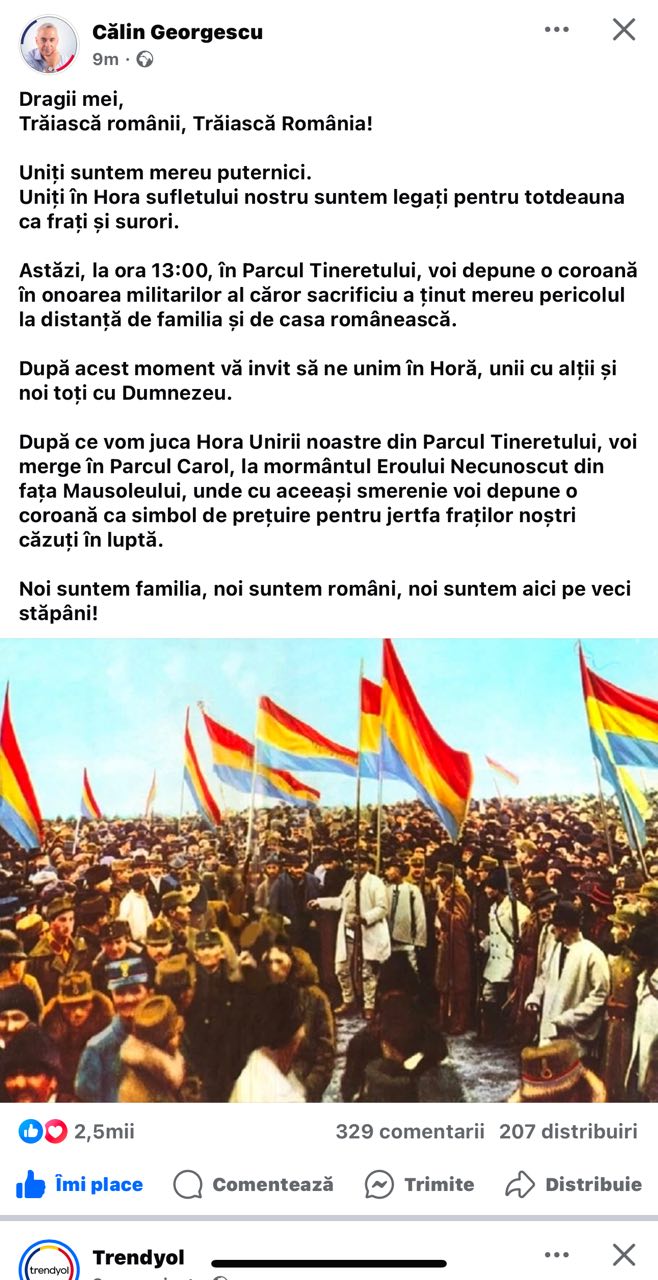 Călin Georgescu
9m ·
Dragii mei,
Trăiască românii, Trăiască România!
Uniți suntem mereu puternici.
Uniți în Hora sufletului nostru suntem legați pentru totdeauna
ca frați și surori.
Astăzi, la ora 13:00, în Parcul Tineretului, voi depune o coroană
în onoarea militarilor al căror sacrificiu a ținut mereu pericolul
la distanță de familia și de casa românească.
După acest moment vă invit să ne unim în Horă, unii cu alții și
noi toți cu Dumnezeu.
După ce vom juca Hora Unirii noastre din Parcul Tineretului, voi
merge în Parcul Carol, la mormântul Eroului Necunoscut din
fața Mausoleului, unde cu aceeași smerenie voi depune o
coroană ca simbol de prețuire pentru jertfa fraților noștri
căzuți în luptă.
Noi suntem familia, noi suntem români, noi suntem aici pe veci
stăpâni!
2,5mii 329 comentarii 207 distribuiri
Îmi place Comentează Trimite Distribuie
trendyol Trendyol